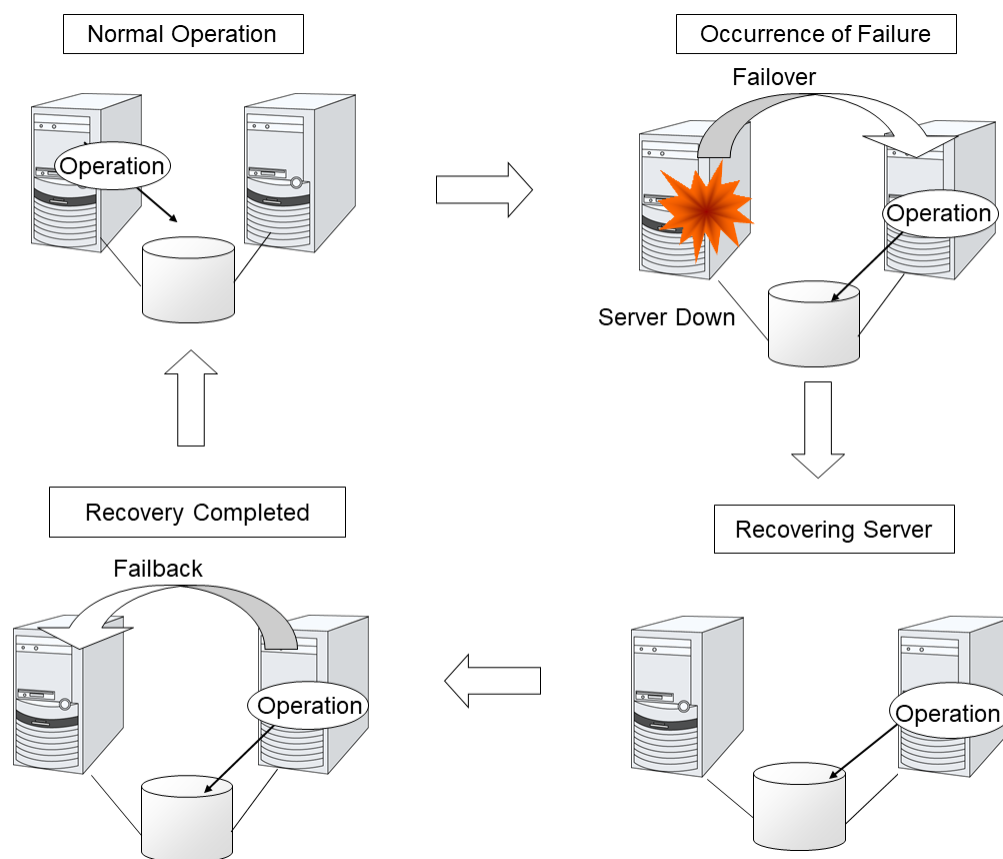 Normal Operation
Operation
Occurrence of Failure
Failover
Operation
Server Down
Recovery Completed
Failback
Operation
Recovering Server
Operation